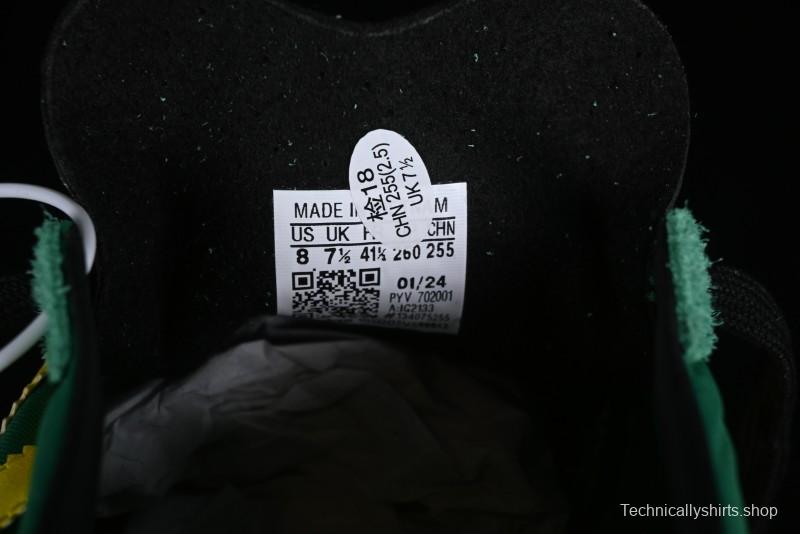 检18
CHN 255(2.5)
UK 7½
MADE I M
US UK F CHN
8 7½ 41⅓ 260 255
01/24
PYV 702001
A:IG2133
Technicallyshirts.shop